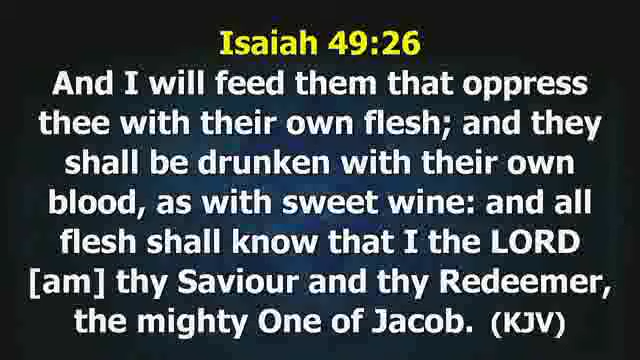 Isaiah 49:26
And I will feed them that oppress
thee with their own flesh; and they
shall be drunken with their own
blood, as with sweet wine: and all
flesh shall know that I the LORD
[am] thy Saviour and thy Redeemer,
the mighty One of Jacob. (KJV)